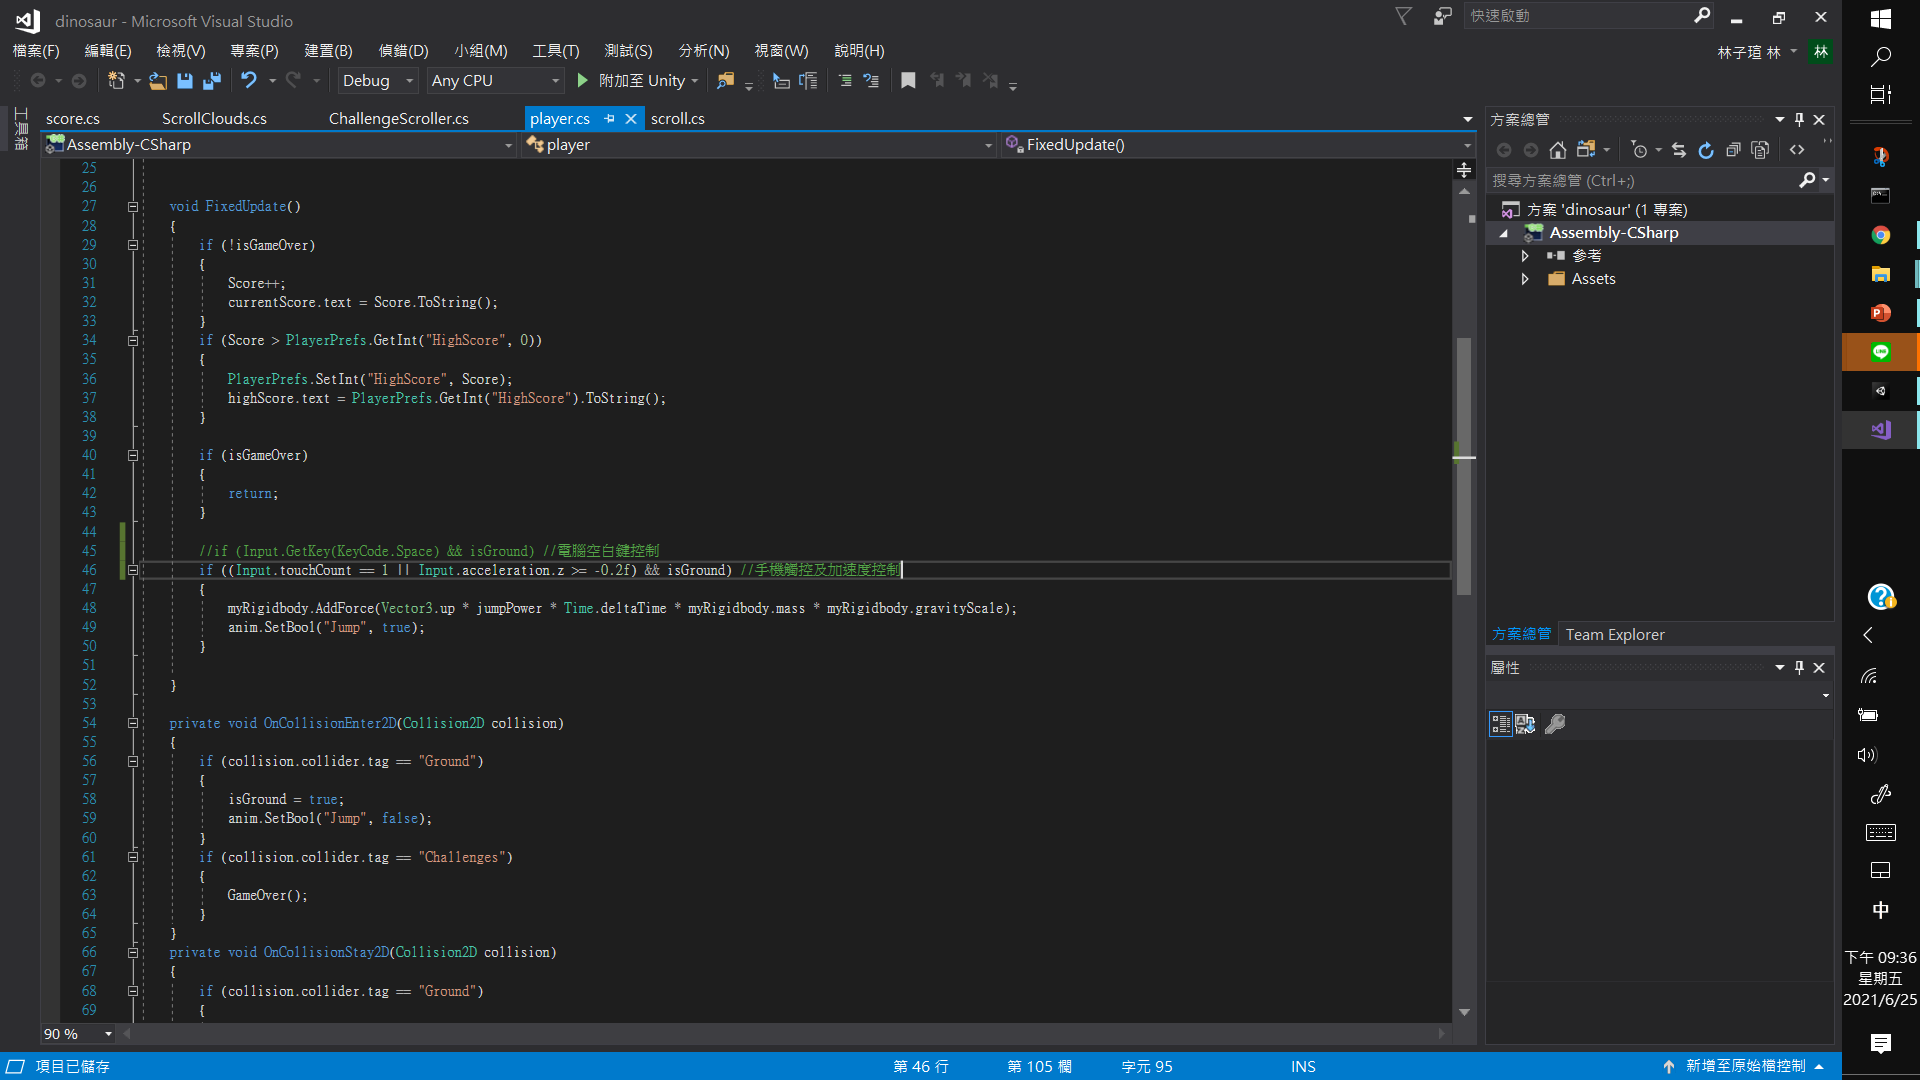 dinosaur - Microsoft Visual Studio
快速啟動
檔案(F) 編輯(E) 檢視(V) 專案(P) 建置(B) 偵錯(D) 小組(M) 工具(T) 測試(S) 分析(N) 視窗(W) 說明(H)
林子瑄 林 林
Debug Any CPU 附加至 Unity
工具箱
score.cs ScrollClouds.cs ChallengeScroller.cs player.cs scroll.cs
Assembly-CSharp player FixedUpdate()
25
26
27 void FixedUpdate()
28 {
29 if (!isGameOver)
30 {
31 Score++;
32 currentScore.text = Score.ToString();
33 }
34 if (Score > PlayerPrefs.GetInt("HighScore", 0))
35 {
36 PlayerPrefs.SetInt("HighScore", Score);
37 highScore.text = PlayerPrefs.GetInt("HighScore").ToString();
38 }
39
40 if (isGameOver)
41 {
42 return;
43 }
44
45 //if (Input.GetKey(KeyCode.Space) && isGround) //電腦空白鍵控制
46 if ((Input.touchCount == 1 || Input.acceleration.z >= -0.2f) && isGround) //手機觸控及加速度控制
47 {
48 myRigidbody.AddForce(Vector3.up * jumpPower * Time.deltaTime * myRigidbody.mass * myRigidbody.gravityScale);
49 anim.SetBool("Jump", true);
50 }
51
52 }
53
54 private void OnCollisionEnter2D(Collision2D collision)
55 {
56 if (collision.collider.tag == "Ground")
57 {
58 isGround = true;
59 anim.SetBool("Jump", false);
60 }
61 if (collision.collider.tag == "Challenges")
62 {
63 GameOver();
64 }
65 }
66 private void OnCollisionStay2D(Collision2D collision)
67 {
68 if (collision.collider.tag == "Ground")
69 {
90 %
方案總管
搜尋方案總管 (Ctrl+;)
方案 'dinosaur' (1 專案)
Assembly-CSharp
參考
Assets
方案總管 Team Explorer
屬性
中
下午 09:36
星期五
2021/6/25
項目已儲存 第 46 行 第 105 欄 字元 95 INS 新增至原始檔控制